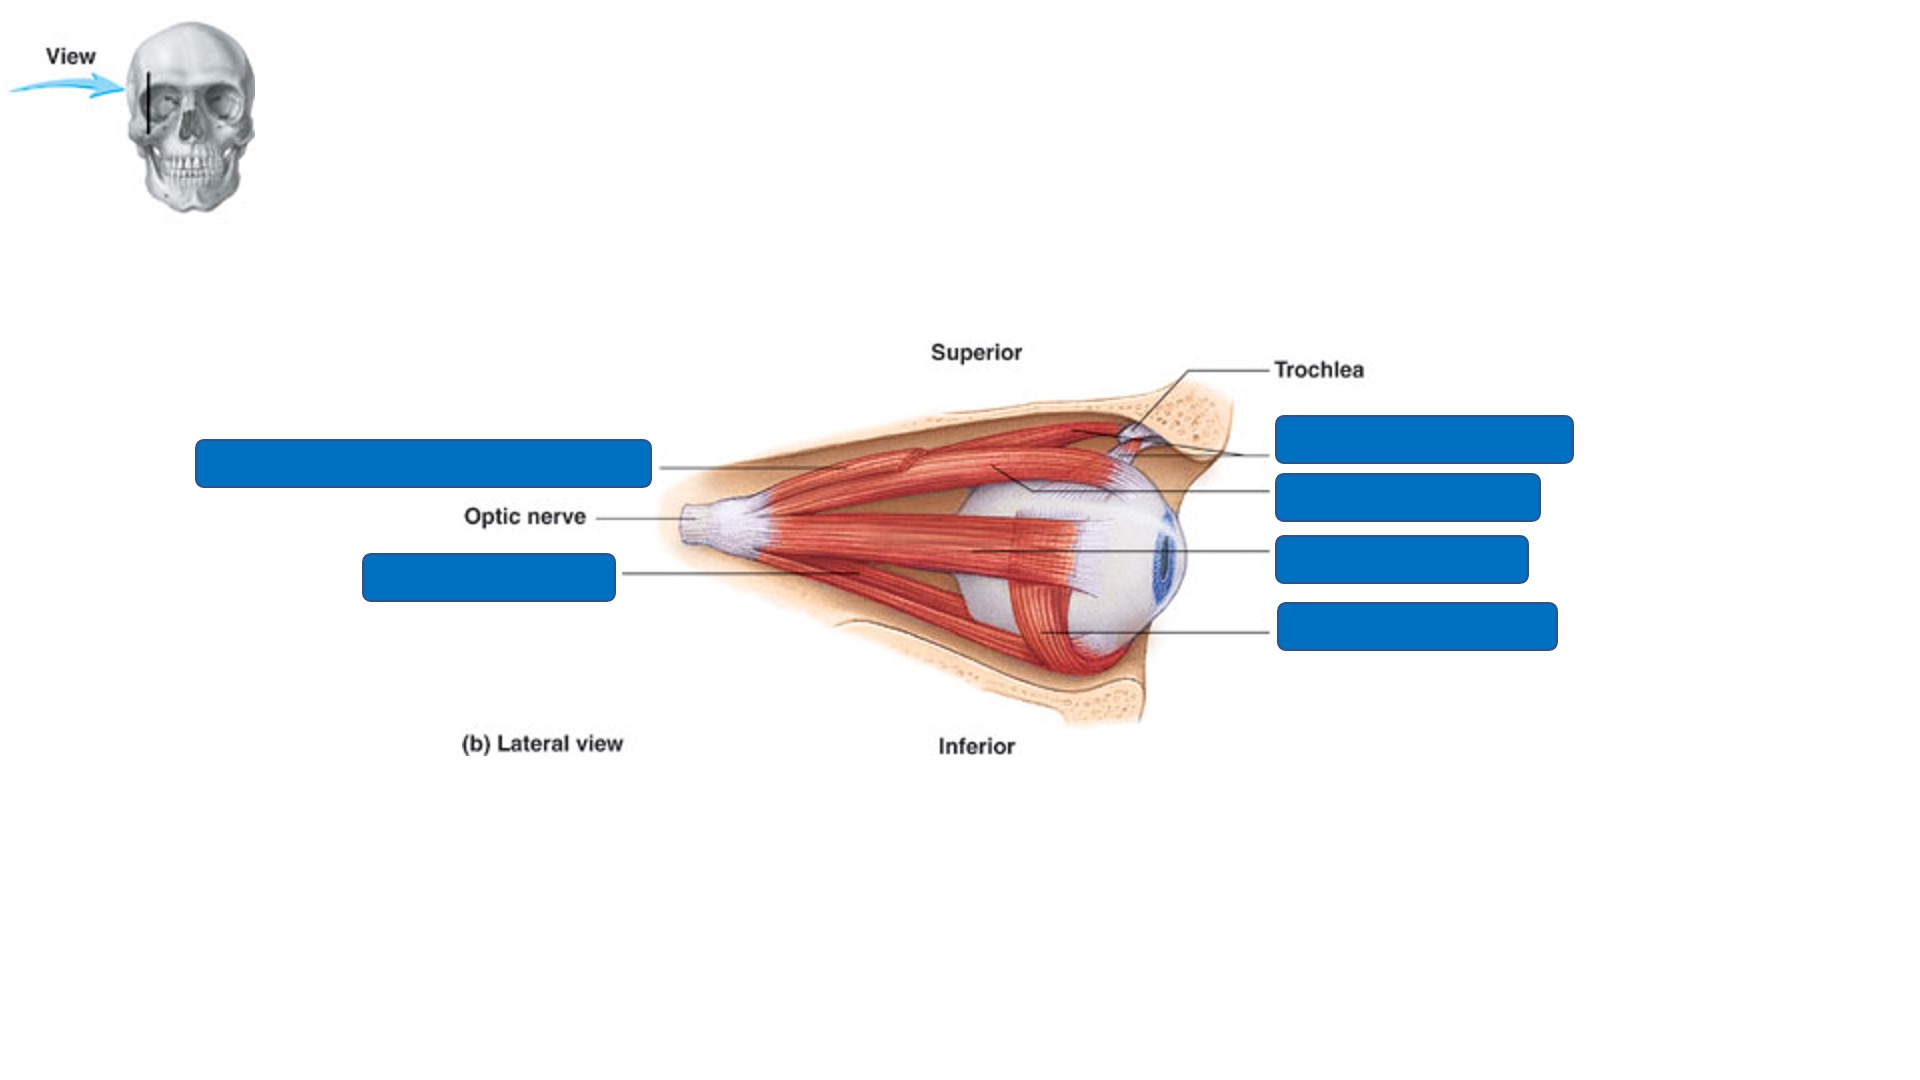 View
Superior
Trochlea
Optic nerve
(b) Lateral view
Inferior